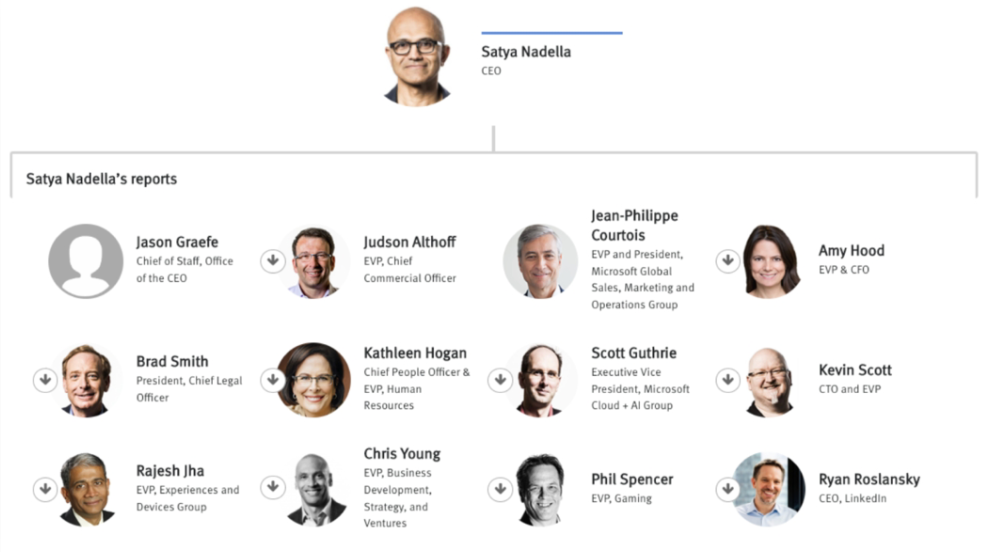 Satya Nadella
CEO
Satya Nadella's reports
Jason Graefe
Chief of Staff, Office
of the CEO
Judson Althoff
EVP, Chief
Commercial Officer
Jean-Philippe
Courtois
EVP and President,
Microsoft Global
Sales, Marketing and
Operations Group
Amy Hood
EVP & CFO
Brad Smith
President, Chief Legal
Officer
Kathleen Hogan
Chief People Officer &
EVP, Human
Resources
Scott Guthrie
Executive Vice
President, Microsoft
Cloud + AI Group
Kevin Scott
CTO and EVP
Rajesh Jha
EVP, Experiences and
Devices Group
Chris Young
EVP, Business
Development,
Strategy, and
Ventures
Phil Spencer
EVP, Gaming
Ryan Roslansky
CEO, LinkedIn